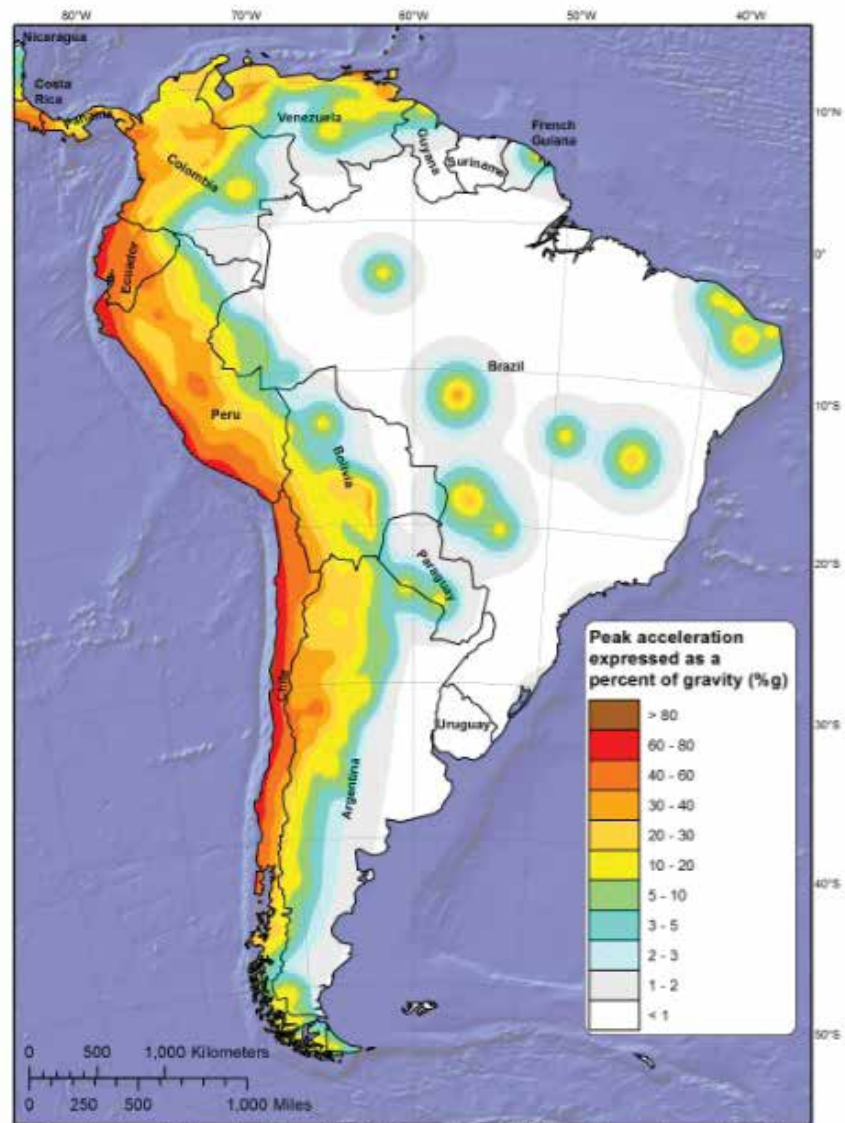 80°W 70°W 60°W 50°W 40°W
Nicaragua
Costa
Rica
Panama
Venezuela
Guyana
Suriname
French
Guiana
10°N
Colombia
Ecuador
0°
Brazil
Peru
10°S
Bolivia
Paraguay
20°S
Chile
Uruguay
Argentina
30°S
40°S
50°S
Peak acceleration
expressed as a
percent of gravity (%g)
> 80
60 - 80
40 - 60
30 - 40
20 - 30
10 - 20
5 - 10
3 - 5
2 - 3
1 - 2
< 1
0 500 1,000 Kilometers
0 250 500 1,000 Miles